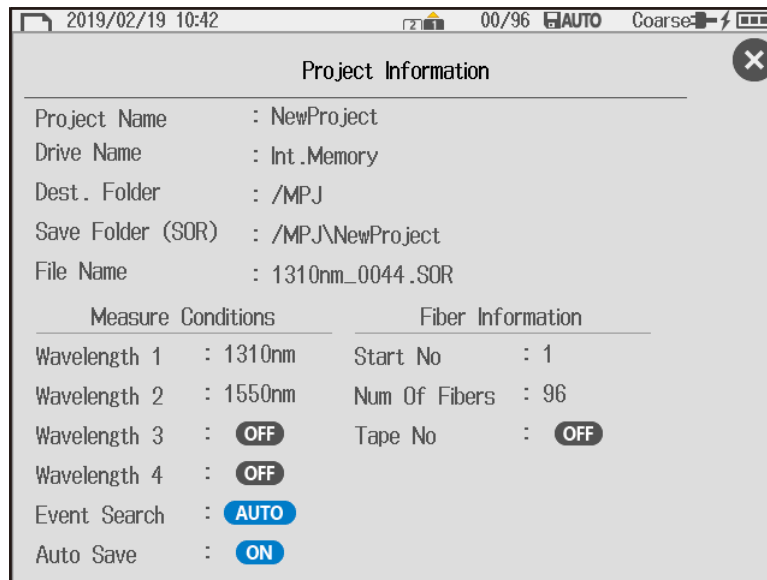 2019/02/19 10:42 2 1 00/96 AUTO Coarse
Project Information
Project Name : NewProject
Drive Name : Int.Memory
Dest. Folder : /MPJ
Save Folder (SOR) : /MPJ\NewProject
File Name : 1310nm_0044.SOR
Measure Conditions Fiber Information
Wavelength 1 : 1310nm Start No : 1
Wavelength 2 : 1550nm Num Of Fibers : 96
Wavelength 3 : OFF Tape No : OFF
Wavelength 4 : OFF
Event Search : AUTO
Auto Save : ON